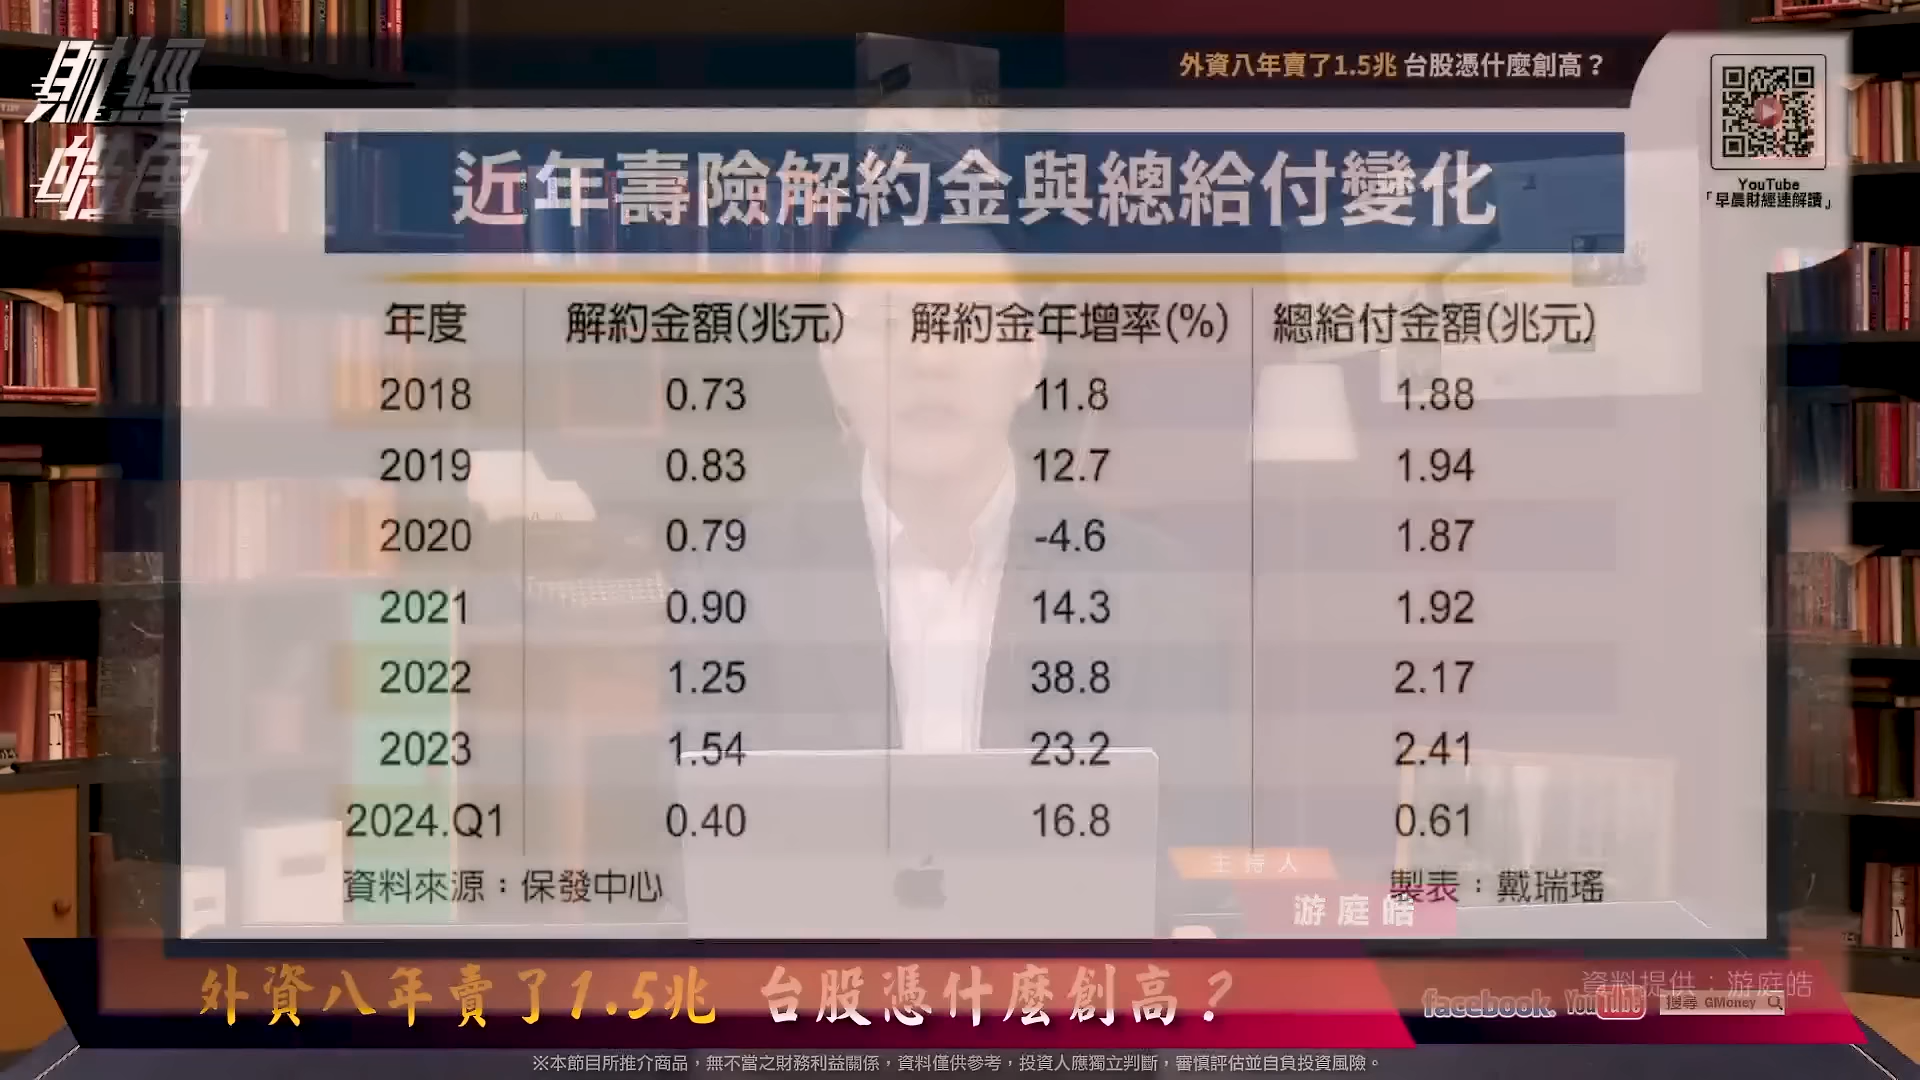 財經
皓角
外資八年賣了1.5兆 台股憑什麼創高？
YouTube
「早晨財經速解讀」
近年壽險解約金與總給付變化
年度 解約金額(兆元) 解約金年增率(%) 總給付金額(兆元)
2018 0.73 11.8 1.88
2019 0.83 12.7 1.94
2020 0.79 -4.6 1.87
2021 0.90 14.3 1.92
2022 1.25 38.8 2.17
2023 1.54 23.2 2.41
2024.Q1 0.40 16.8 0.61
資料來源：保發中心 製表：戴瑞瑤
主持人
游庭皓
外資八年賣了1.5兆 台股憑什麼創高？
資料提供：游庭皓
facebook. YouTube 搜尋 GMoney
※本節目所推介商品，無不當之財務利益關係，資料僅供參考，投資人應獨立判斷，審慎評估並自負投資風險。